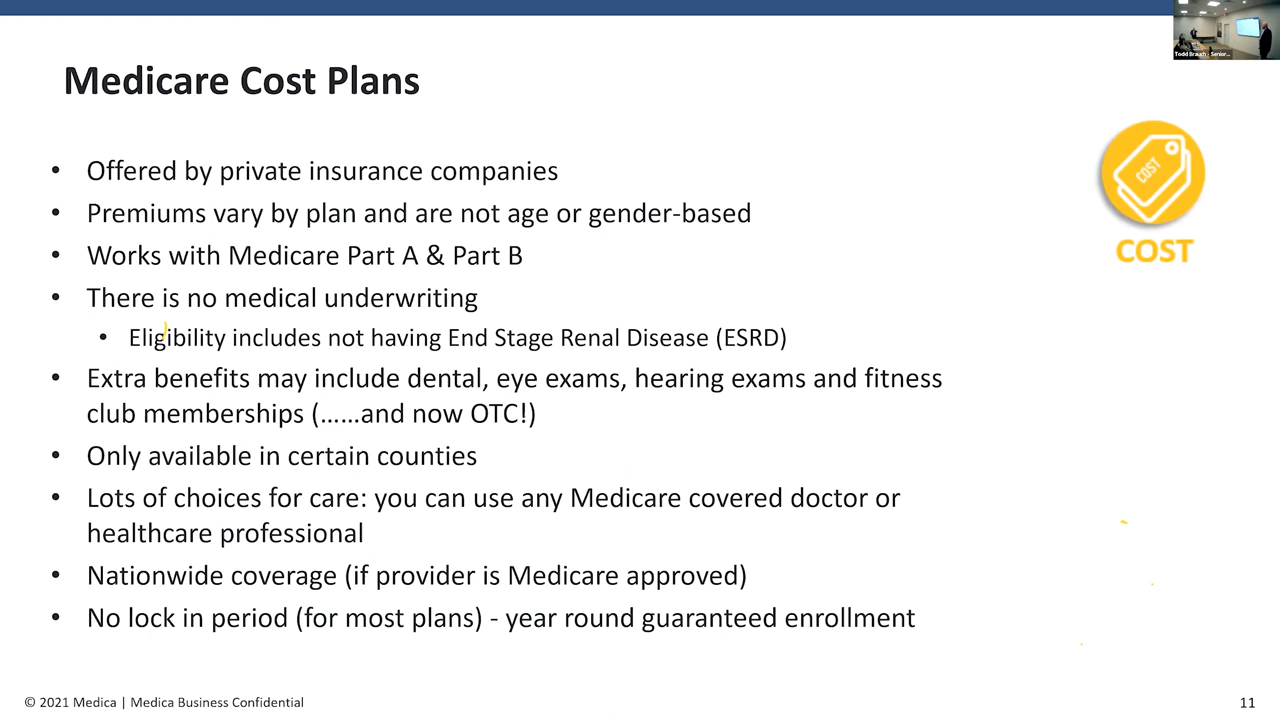 Todd Brauch - Senior...
Medicare Cost Plans
• Offered by private insurance companies
• Premiums vary by plan and are not age or gender-based
• Works with Medicare Part A & Part B
• There is no medical underwriting
• Eligibility includes not having End Stage Renal Disease (ESRD)
• Extra benefits may include dental, eye exams, hearing exams and fitness
club memberships (……and now OTC!)
• Only available in certain counties
• Lots of choices for care: you can use any Medicare covered doctor or
healthcare professional
• Nationwide coverage (if provider is Medicare approved)
• No lock in period (for most plans) - year round guaranteed enrollment
COST
COST
© 2021 Medica | Medica Business Confidential
11